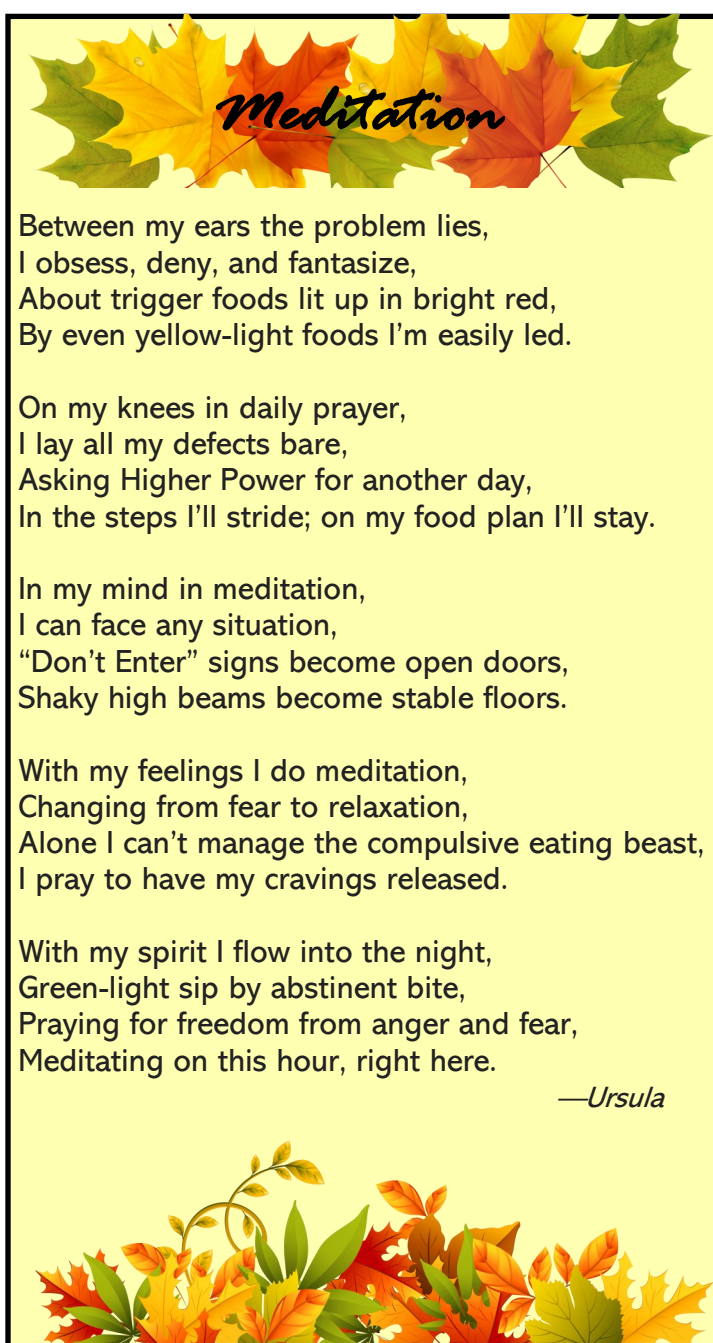 Meditation
Between my ears the problem lies,
I obsess, deny, and fantasize,
About trigger foods lit up in bright red,
By even yellow-light foods I’m easily led.
On my knees in daily prayer,
I lay all my defects bare,
Asking Higher Power for another day,
In the steps I’ll stride; on my food plan I’ll stay.
In my mind in meditation,
I can face any situation,
“Don’t Enter” signs become open doors,
Shaky high beams become stable floors.
With my feelings I do meditation,
Changing from fear to relaxation,
Alone I can’t manage the compulsive eating beast,
I pray to have my cravings released.
With my spirit I flow into the night,
Green-light sip by abstinent bite,
Praying for freedom from anger and fear,
Meditating on this hour, right here.
—Ursula